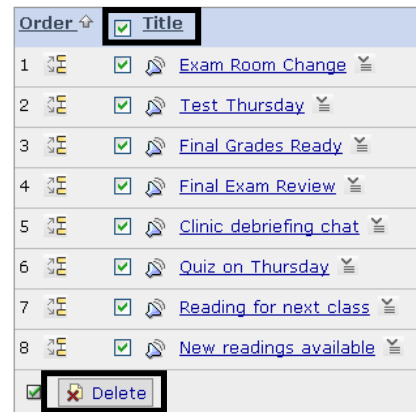 Order Title
1 Exam Room Change
2 Test Thursday
3 Final Grades Ready
4 Final Exam Review
5 Clinic debriefing chat
6 Quiz on Thursday
7 Reading for next class
8 New readings available
Delete